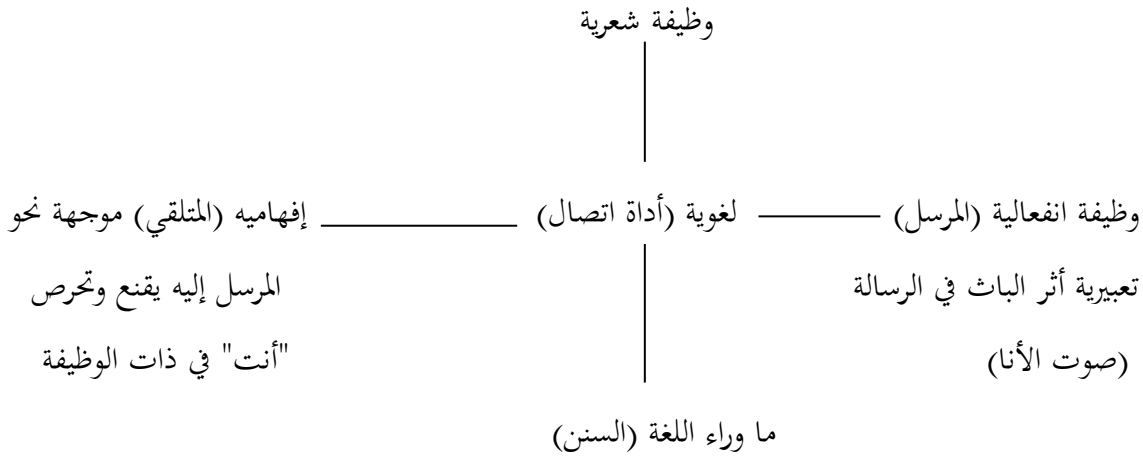 وظيفة شعرية
وظيفة انفعالية (المرسل) لغوية (أداة اتصال) إفهاميه (المتلقي) موجهة نحو
تعبيرية أثر الباث في الرسالة المرسل إليه يقنع وتحرص
(صوت الأنا) "أنت" في ذات الوظيفة
ما وراء اللغة (السنن)